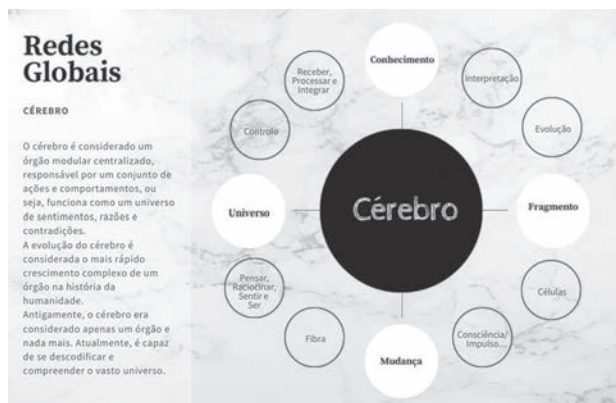 Redes
Globais
CÉREBRO
O cérebro é considerado um
órgão modular centralizado,
responsável por um conjunto de
ações e comportamentos, ou
seja, funciona como um universo
de sentimentos, razões e
contradições.
A evolução do cérebro é
considerada o mais rápido
crescimento complexo de um
órgão na história da
humanidade.
Antigamente, o cérebro era
considerado apenas um órgão e
nada mais. Atualmente, é capaz
de se descodificar e
compreender o vasto universo.
Conhecimento
Receber,
Processar e
Integrar
Interpretação
Controlo
Evolução
Universo
Cérebro
Fragmento
Pensar,
Raciocinar,
Sentir e
Ser
Células
Fibra
Consciência/
Impulso...
Mudança